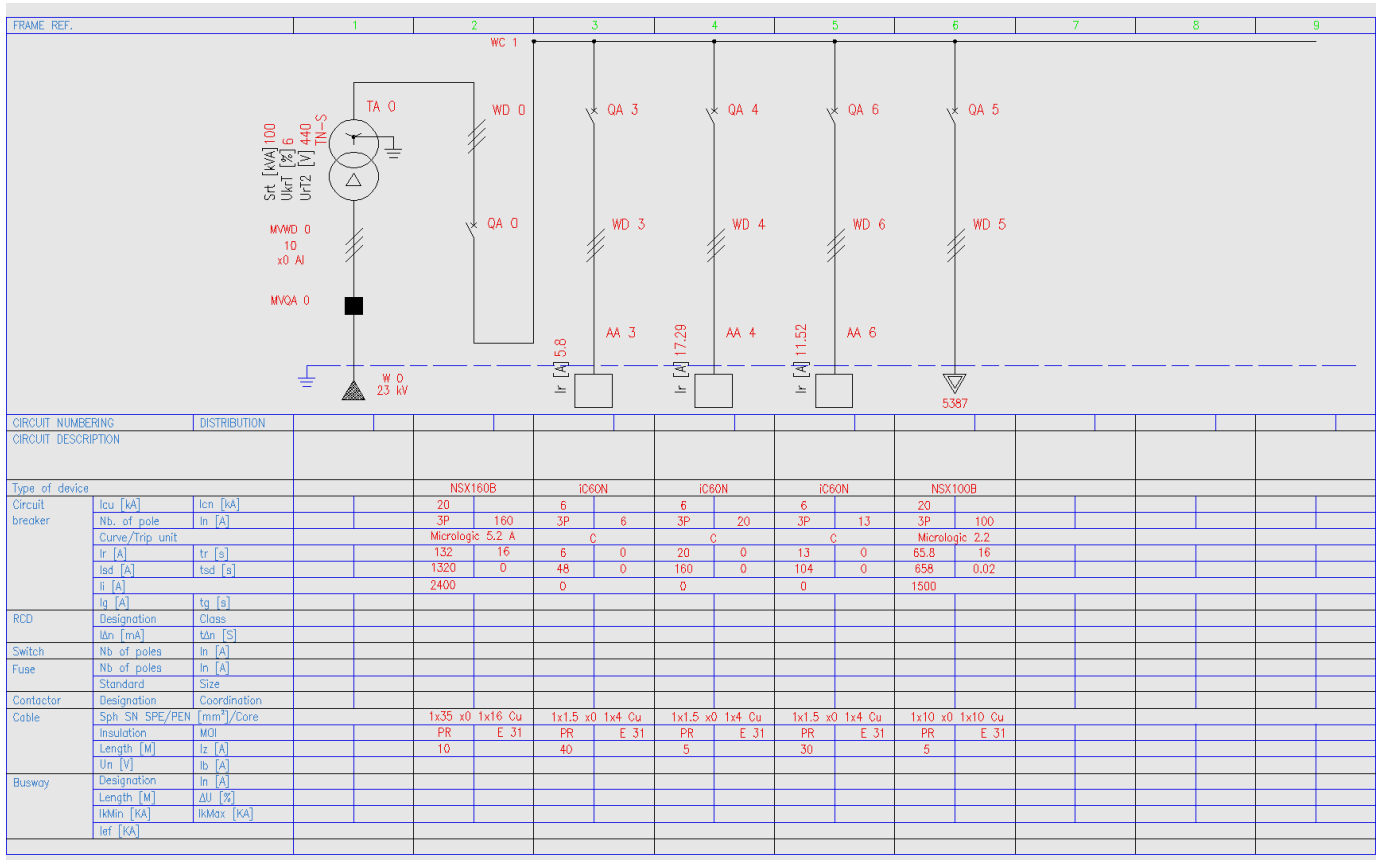 FRAME REF. 1 2 3 4 5 6 7 8 9
WC 1
TA 0 WD 0 QA 3 QA 4 QA 6 QA 5
Srt [kVA] 100
UkrT [%] 6
UrT2 [V] 440
TN-S
QA 0 WD 3 WD 4 WD 6 WD 5
MVWD 0
10
x0 Al
MVQA 0
AA 3 AA 4 AA 6
Ir [A] 5.8
Ir [A] 17.29
Ir [A] 11.52
W 0
23 kV
5387
CIRCUIT NUMBERING DISTRIBUTION
CIRCUIT DESCRIPTION
Type of device NSX160B iC60N iC60N iC60N NSX100B
Circuit breaker Icu [kA] Icn [kA] 20 6 6 6 20
Nb. of pole In [A] 3P 160 3P 6 3P 20 3P 13 3P 100
Curve/Trip unit Micrologic 5.2 A C C C Micrologic 2.2
Ir [A] tr [s] 132 16 6 0 20 0 13 0 65.8 16
Isd [A] tsd [s] 1320 0 48 0 160 0 104 0 658 0.02
Ii [A] 2400 0 0 0 1500
Ig [A] tg [s]
RCD Designation Class
IΔn [mA] tΔn [S]
Switch Nb of poles In [A]
Fuse Nb of poles In [A]
Standard Size
Contactor Designation Coordination
Cable Sph SN SPE/PEN [mm²]/Core 1x35 x0 1x16 Cu 1x1.5 x0 1x4 Cu 1x1.5 x0 1x4 Cu 1x1.5 x0 1x4 Cu 1x10 x0 1x10 Cu
Insulation MOI PR E 31 PR E 31 PR E 31 PR E 31 PR E 31
Length [M] Iz [A] 10 40 5 30 5
Un [V] Ib [A]
Busway Designation In [A]
Length [M] ΔU [%]
IkMin [KA] IkMax [KA]
Ief [KA]